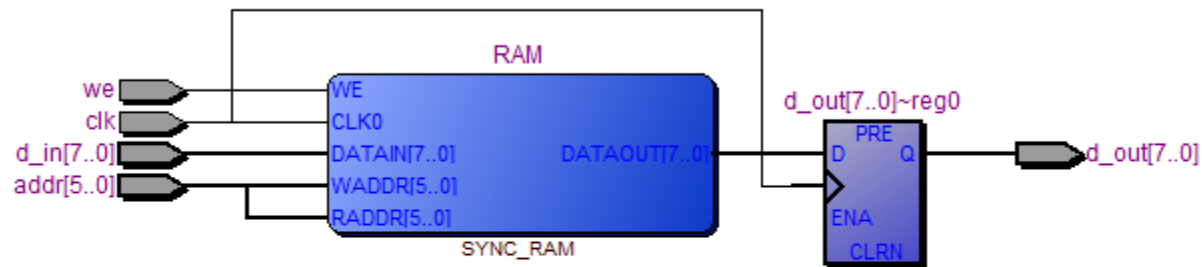 RAM
we
clk
d_in[7..0]
addr[5..0]
WE
CLK0
DATAIN[7..0]
WADDR[5..0]
RADDR[5..0]
DATAOUT[7..0]
SYNC_RAM
d_out[7..0]~reg0
PRE
D Q
ENA
CLRN
d_out[7..0]